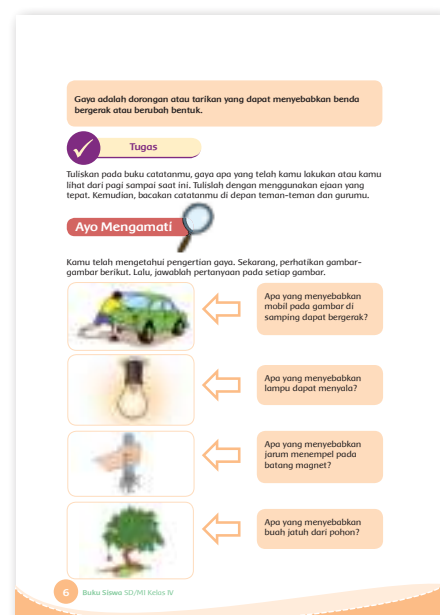 Gaya adalah dorongan atau tarikan yang dapat menyebabkan benda
bergerak atau berubah bentuk.
Tugas
Tuliskan pada buku catatanmu, gaya apa yang telah kamu lakukan atau kamu
lihat dari pagi sampai saat ini. Tulislah dengan menggunakan ejaan yang
tepat. Kemudian, bacakan catatanmu di depan teman-teman dan gurumu.
Ayo Mengamati
Kamu telah mengetahui pengertian gaya. Sekarang, perhatikan gambar-
gambar berikut. Lalu, jawablah pertanyaan pada setiap gambar.
Apa yang menyebabkan
mobil pada gambar di
samping dapat bergerak?
Apa yang menyebabkan
lampu dapat menyala?
Apa yang menyebabkan
jarum menempel pada
batang magnet?
Apa yang menyebabkan
buah jatuh dari pohon?
6 Buku Siswa SD/MI Kelas IV